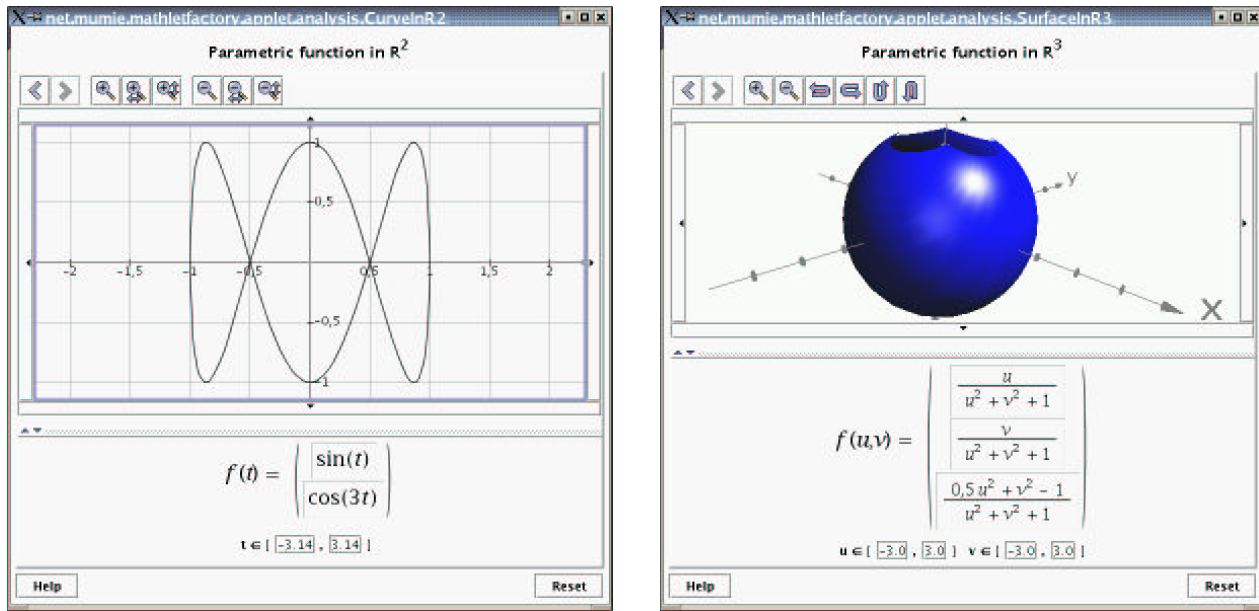 net.mumie.mathletfactory.applet.analysis.CurveInR2
Parametric function in R²
1
0,5
-2
-1,5
-1
-0,5
0,5
1
1,5
2
-0,5
-1
f(t) = ( sin(t)
cos(3t) )
t ∈ [ -3.14 , 3.14 ]
Help
Reset
net.mumie.mathletfactory.applet.analysis.SurfaceInR3
Parametric function in R³
y
X
f(u,v) = ( u / u² + v² + 1
v / u² + v² + 1
0,5 u² + v² − 1 / u² + v² + 1 )
u ∈ [ -3.0 , 3.0 ] v ∈ [ -3.0 , 3.0 ]
Help
Reset